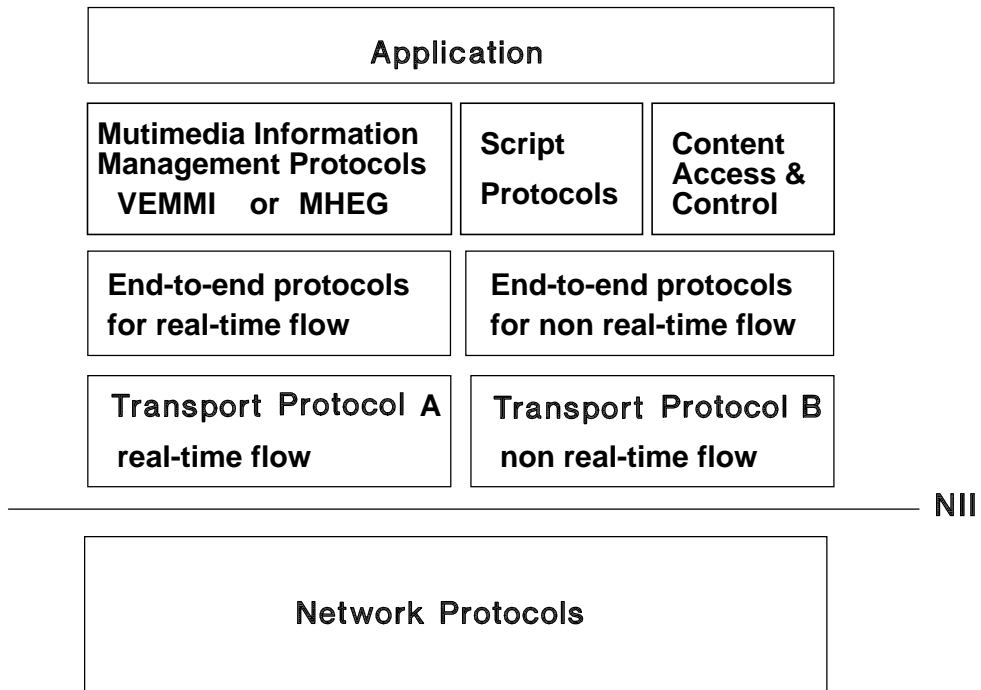 Application
Mutimedia Information
Management Protocols
VEMMI or MHEG
Script
Protocols
Content
Access &
Control
End-to-end protocols
for real-time flow
End-to-end protocols
for non real-time flow
Transport Protocol A
real-time flow
Transport Protocol B
non real-time flow
NII
Network Protocols